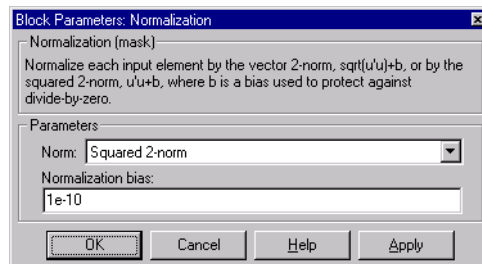 Block Parameters: Normalization
Normalization (mask)
Normalize each input element by the vector 2-norm, sqrt(u'u)+b, or by the
squared 2-norm, u'u+b, where b is a bias used to protect against
divide-by-zero.
Parameters
Norm: Squared 2-norm
Normalization bias:
1e-10
OK Cancel Help Apply